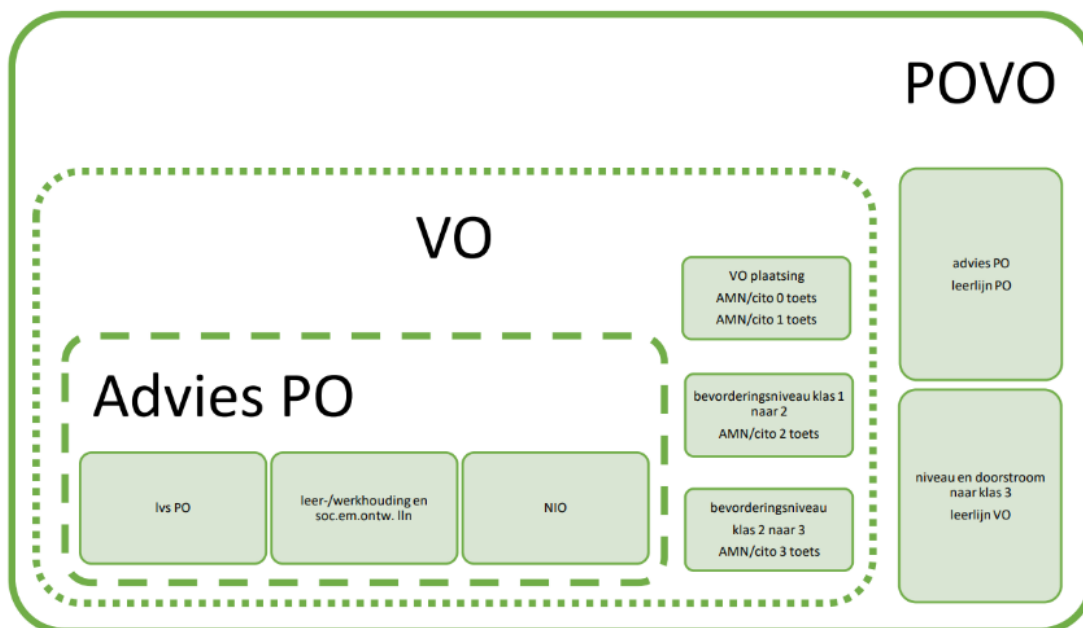 POVO
VO
Advies PO
lvs PO
leer-/werkhouding en
soc.em.ontw. lln
NIO
VO plaatsing
AMN/cito 0 toets
AMN/cito 1 toets
bevorderingsniveau klas 1
naar 2
AMN/cito 2 toets
bevorderingsniveau
klas 2 naar 3
AMN/cito 3 toets
advies PO
leerlijn PO
niveau en doorstroom
naar klas 3
leerlijn VO